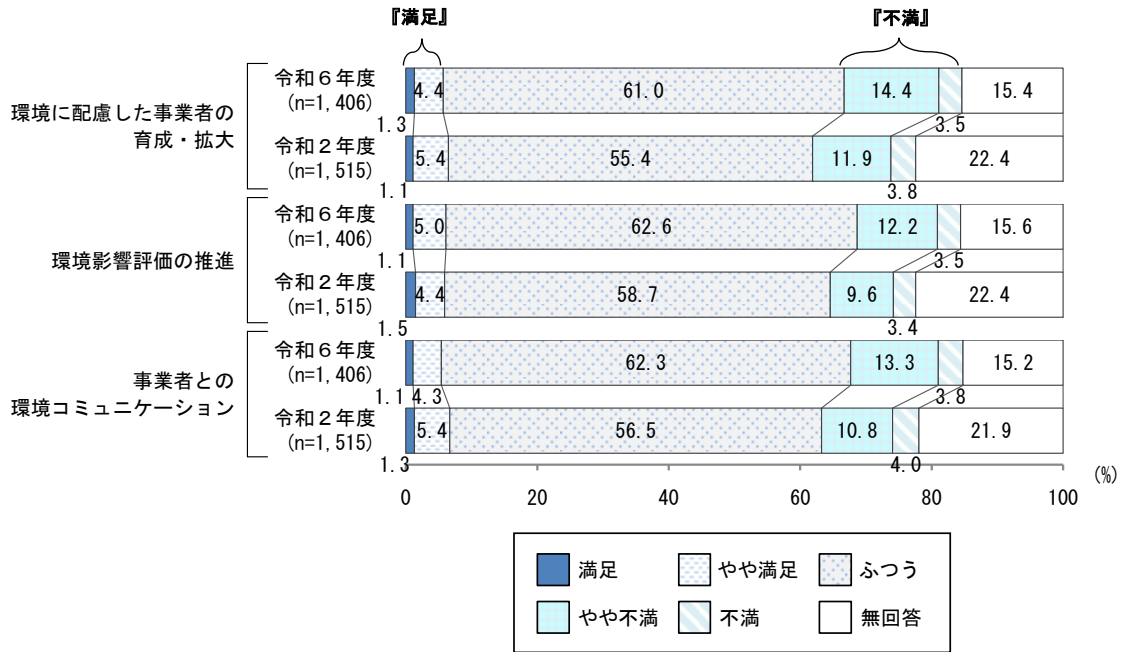 『満足』
『不満』
環境に配慮した事業者の
育成・拡大
令和６年度
(n=1,406)
1.3
4.4
61.0
14.4
3.5
15.4
令和２年度
(n=1,515)
1.1
5.4
55.4
11.9
3.8
22.4
環境影響評価の推進
令和６年度
(n=1,406)
1.1
5.0
62.6
12.2
3.5
15.6
令和２年度
(n=1,515)
1.5
4.4
58.7
9.6
3.4
22.4
事業者との
環境コミュニケーション
令和６年度
(n=1,406)
1.1
4.3
62.3
13.3
3.8
15.2
令和２年度
(n=1,515)
1.3
5.4
56.5
10.8
4.0
21.9
0 20 40 60 80 100
(%)
満足 やや満足 ふつう
やや不満 不満 無回答